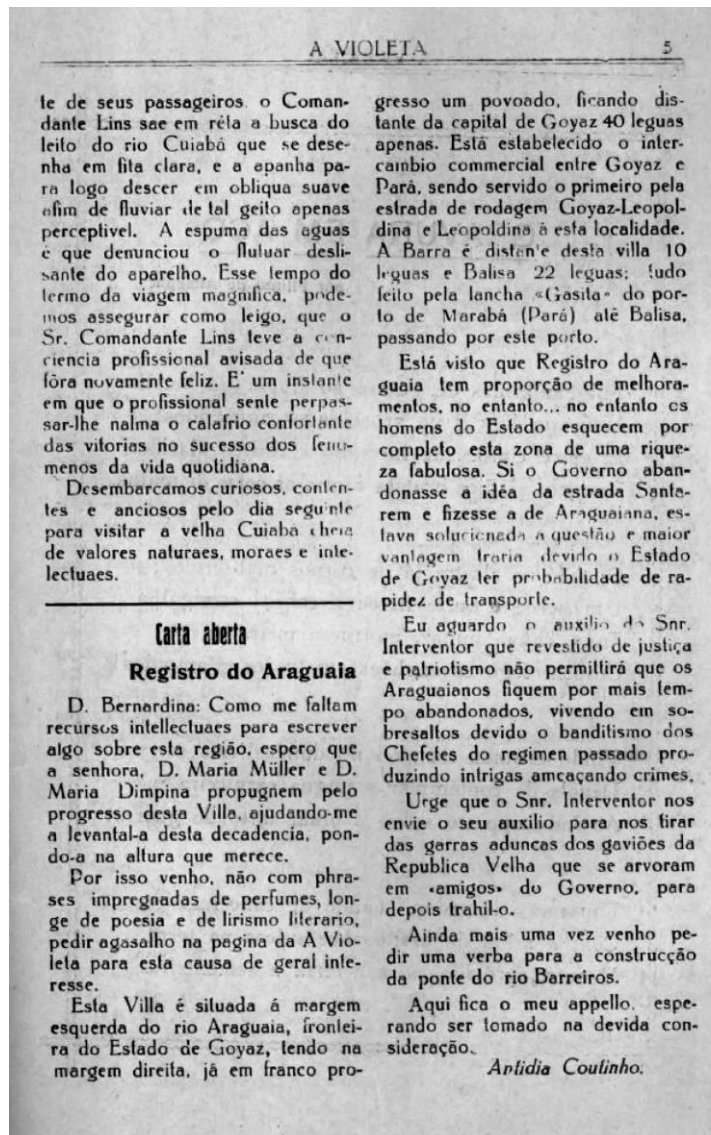 A VIOLETA 5
te de seus passageiros o Coman-
dante Lins sae em réta a busca do
leito do rio Cuiabá que se dese-
nha em fita clara, e a apanha pa-
ra logo descer em obliqua suave
afim de fluviar de tal geito apenas
perceptivel. A espuma das aguas
é que denunciou o flutuar desli-
sante do aparelho. Esse tempo do
termo da viagem magnifica, pode-
mos assegurar como leigo, que o
Sr. Comandante Lins teve a con-
ciencia profissional avisada de que
fôra novamente feliz. E' um instante
em que o profissional sente perpas-
sar-lhe nalma o calafrio confortante
das vitorias no sucesso dos feno-
menos da vida quotidiana.
Desembarcamos curiosos, conten-
tes e anciosos pelo dia seguinte
para visitar a velha Cuiabá cheia
de valores naturaes, moraes e inte-
lectuaes.
Carta aberta
Registro do Araguaia
D. Bernardina: Como me faltam
recursos intellectuaes para escrever
algo sobre esta região, espero que
a senhora, D. Maria Müller e D.
Maria Dimpina propugnem pelo
progresso desta Villa, ajudando-me
a levantal-a desta decadencia, pon-
do-a na altura que merece.
Por isso venho, não com phra-
ses impregnadas de perfumes, lon-
ge de poesia e de lirismo literario,
pedir agasalho na pagina da A Vio-
leta para esta causa de geral inte-
resse.
Esta Villa é situada á margem
esquerda do rio Araguaia, frontei-
ra do Estado de Goyaz, tendo na
margem direita, já em franco pro-
gresso um povoado, ficando dis-
tante da capital de Goyaz 40 leguas
apenas. Está estabelecido o inter-
cambio commercial entre Goyaz e
Pará, sendo servido o primeiro pela
estrada de rodagem Goyaz-Leopol-
dina e Leopoldina á esta localidade.
A Barra é distante desta villa 10
leguas e Balisa 22 leguas; tudo
feito pela lancha «Gasita» do por-
to de Marabá (Pará) até Balisa,
passando por este porto.
Está visto que Registro do Ara-
guaia tem proporção de melhora-
mentos, no entanto... no entanto os
homens do Estado esquecem por
completo esta zona de uma rique-
za fabulosa. Si o Governo aban-
donasse a idéa da estrada Santa-
rem e fizesse a de Araguaiana, es-
tava solucionada a questão e maior
vantagem traria devido o Estado
de Goyaz ter probabilidade de ra-
pidez de transporte.
Eu aguardo o auxilio do Snr.
Interventor que revestido de justiça
e patriotismo não permittirá que os
Araguaianos fiquem por mais tem-
po abandonados, vivendo em so-
bresaltos devido o banditismo dos
Chefetes do regimen passado pro-
duzindo intrigas ameaçando crimes.
Urge que o Snr. Interventor nos
envie o seu auxilio para nos tirar
das garras aduncas dos gaviões da
Republica Velha que se arvoram
em «amigos» do Governo, para
depois trahil-o.
Ainda mais uma vez venho pe-
dir uma verba para a construcção
da ponte do rio Barreiros.
Aqui fica o meu appello, espe-
rando ser tomado na devida con-
sideração.
Antidia Coutinho.